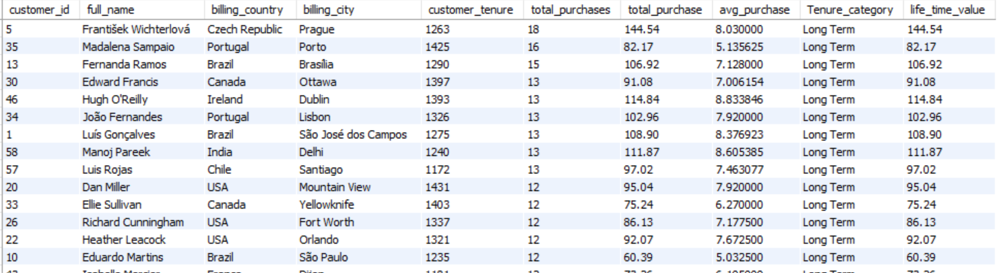 customer_id full_name billing_country billing_city customer_tenure total_purchases total_purchase avg_purchase Tenure_category life_time_value
5 František Wichterlová Czech Republic Prague 1263 18 144.54 8.030000 Long Term 144.54
35 Madalena Sampaio Portugal Porto 1425 16 82.17 5.135625 Long Term 82.17
13 Fernanda Ramos Brazil Brasília 1290 15 106.92 7.128000 Long Term 106.92
30 Edward Francis Canada Ottawa 1397 13 91.08 7.006154 Long Term 91.08
46 Hugh O'Reilly Ireland Dublin 1393 13 114.84 8.833846 Long Term 114.84
34 João Fernandes Portugal Lisbon 1326 13 102.96 7.920000 Long Term 102.96
1 Luís Gonçalves Brazil São José dos Campos 1275 13 108.90 8.376923 Long Term 108.90
58 Manoj Pareek India Delhi 1240 13 111.87 8.605385 Long Term 111.87
57 Luis Rojas Chile Santiago 1172 13 97.02 7.463077 Long Term 97.02
20 Dan Miller USA Mountain View 1431 12 95.04 7.920000 Long Term 95.04
33 Ellie Sullivan Canada Yellowknife 1403 12 75.24 6.270000 Long Term 75.24
26 Richard Cunningham USA Fort Worth 1337 12 86.13 7.177500 Long Term 86.13
22 Heather Leacock USA Orlando 1321 12 92.07 7.672500 Long Term 92.07
10 Eduardo Martins Brazil São Paulo 1235 12 60.39 5.032500 Long Term 60.39